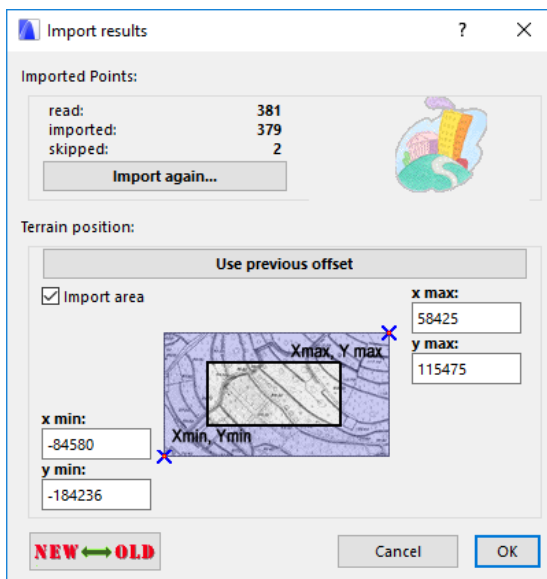 Import results
?
Imported Points:
read: 381
imported: 379
skipped: 2
Import again...
Terrain position:
Use previous offset
Import area
x max:
58425
y max:
115475
Xmax, Y max
Xmin, Ymin
x min:
-84580
y min:
-184236
NEW OLD
Cancel
OK